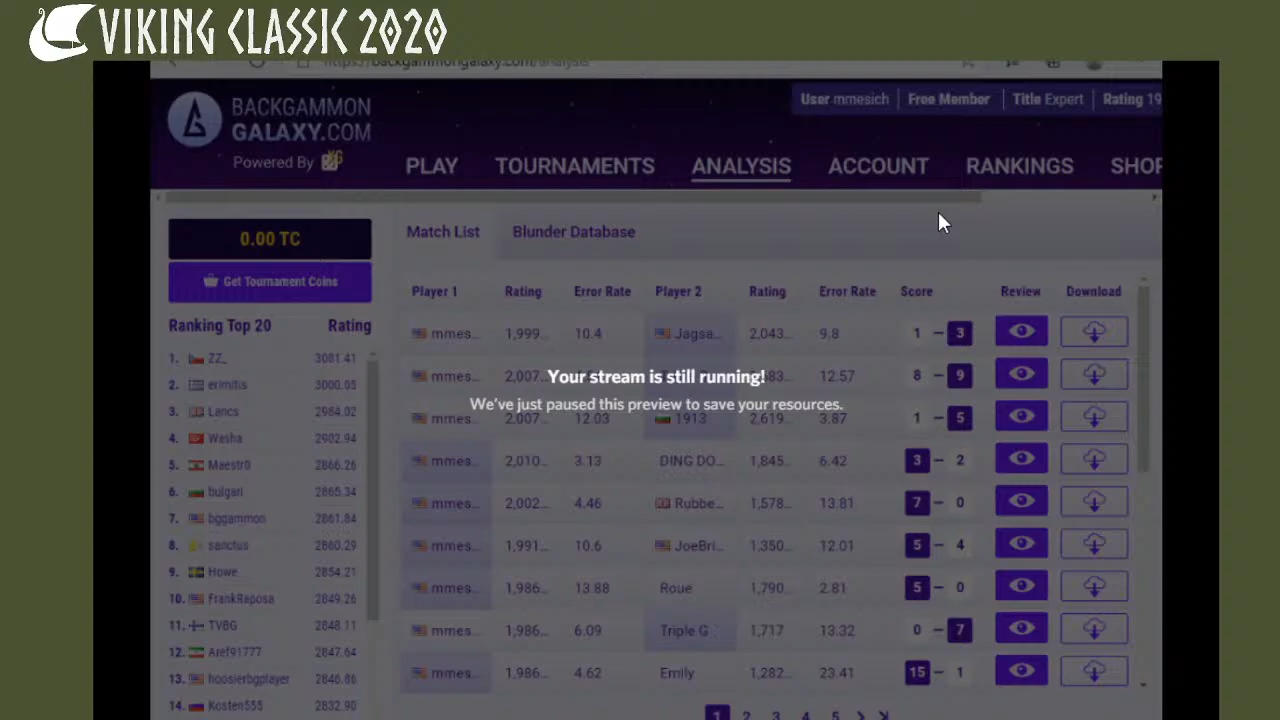 VIKING CLASSIC 2020
https://backgammongalaxy.com/analysis
User mmesich Free Member Title Expert Rating 19
BACKGAMMON
GALAXY.COM
Powered By XG
PLAY TOURNAMENTS ANALYSIS ACCOUNT RANKINGS SHOP
0.00 TC
Get Tournament Coins
Match List Blunder Database
Player 1 Rating Error Rate Player 2 Rating Error Rate Score Review Download
Ranking Top 20 Rating
mmes... 1,999... 10.4 Jagsa... 2,043... 9.8 1 – 3
1. ZZ_ 3081.41
mmes... 2,007... 12.57 8 – 9
Your stream is still running!
2. erimitis 3000.05
We've just paused this preview to save your resources.
3. Lancs 2984.02
mmes... 2,007... 12.03 1913 2,619... 3.87 1 – 5
4. Washa 2902.94
mmes... 2,010... 3.13 DING DO... 1,845... 6.42 3 – 2
5. Maestr0 2866.26
6. bulgari 2865.34
mmes... 2,002... 4.46 Rubbe... 1,578... 13.81 7 – 0
7. bggammon 2861.84
8. sanctus 2860.29
mmes... 1,991... 10.6 JoeBri... 1,350... 12.01 5 – 4
9. Howe 2854.21
mmes... 1,986... 13.88 Roue 1,790... 2.81 5 – 0
10. frankRaposa 2849.26
11. TVBG 2848.11
mmes... 1,986... 6.09 Triple G 1,717 13.32 0 – 7
12. Aref91777 2847.64
mmes... 1,986... 4.62 Emily 1,282... 23.41 15 – 1
13. hoosierbgplayer 2846.86
14. Kosten555 2832.90
1 2 3 4 5